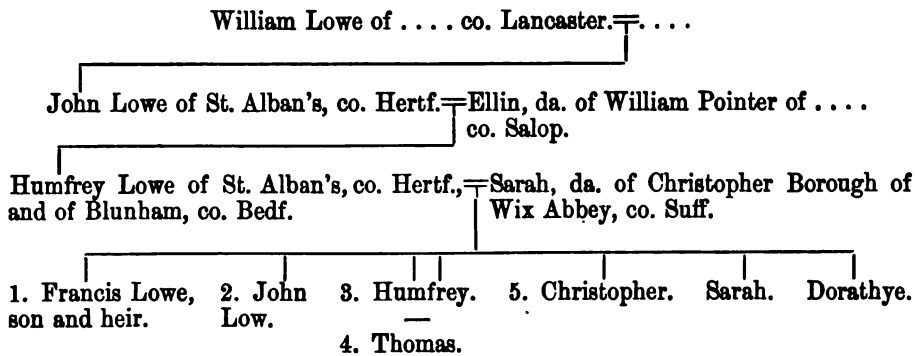 William Lowe of . . . . co. Lancaster.=. . . .
John Lowe of St. Alban's, co. Hertf.=Ellin, da. of William Pointer of . . . .
co. Salop.
Humfrey Lowe of St. Alban's, co. Hertf.,=Sarah, da. of Christopher Borough of
and of Blunham, co. Bedf. Wix Abbey, co. Suff.
1. Francis Lowe, 2. John 3. Humfrey. 5. Christopher. Sarah. Dorathye.
son and heir. Low. —
4. Thomas.